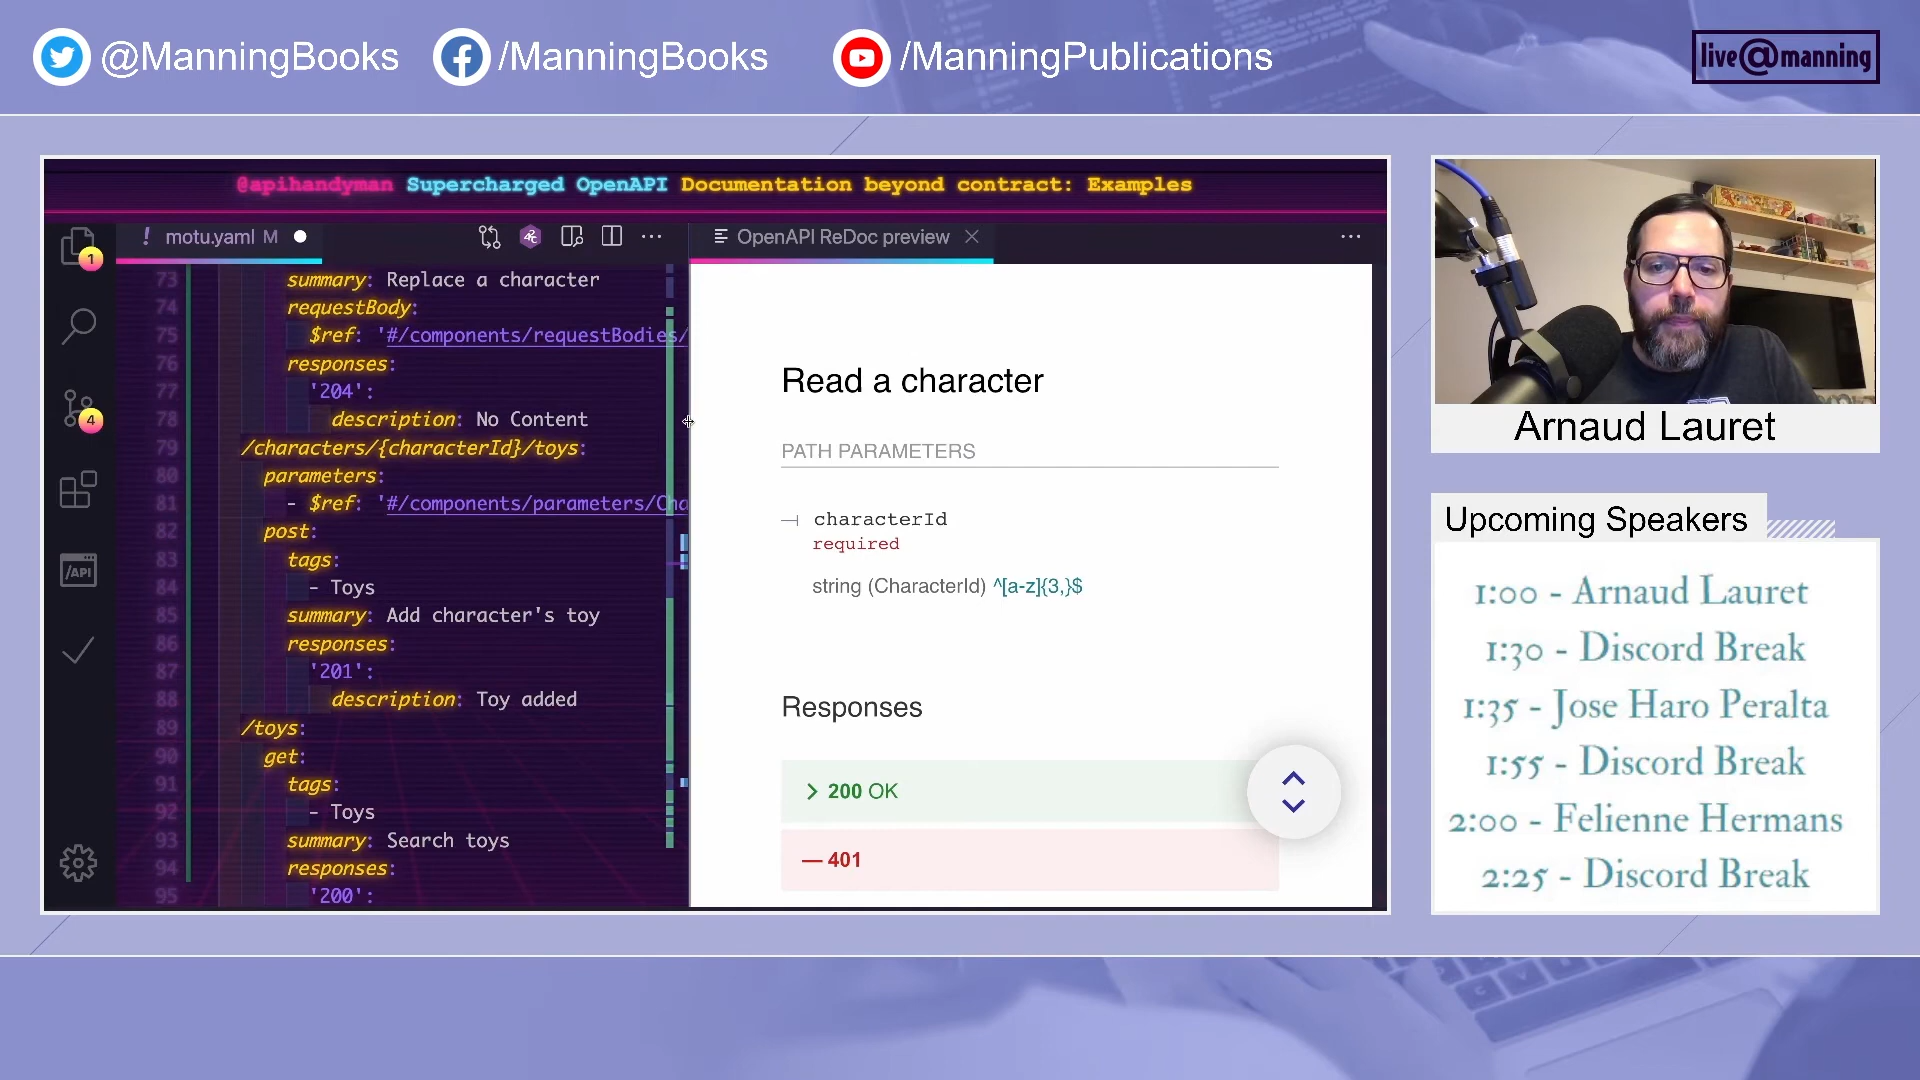 @ManningBooks /ManningBooks /ManningPublications live@manning
@apihandyman Supercharged OpenAPI Documentation beyond contract: Examples
1 ! motu.yaml M
73 summary: Replace a character
74 requestBody:
75 $ref: '#/components/requestBodies/
76 responses:
77 '204':
78 description: No Content
79 /characters/{characterId}/toys:
80 parameters:
81 - $ref: '#/components/parameters/Cha
82 post:
83 tags:
84 - Toys
85 summary: Add character's toy
86 responses:
87 '201':
88 description: Toy added
89 /toys:
90 get:
91 tags:
92 - Toys
93 summary: Search toys
94 responses:
95 '200':
4
/API
OpenAPI ReDoc preview
Read a character
PATH PARAMETERS
characterId
required
string (CharacterId) ^[a-z]{3,}$
Responses
200 OK
401
Arnaud Lauret
Upcoming Speakers
1:00 - Arnaud Lauret
1:30 - Discord Break
1:35 - Jose Haro Peralta
1:55 - Discord Break
2:00 - Felienne Hermans
2:25 - Discord Break